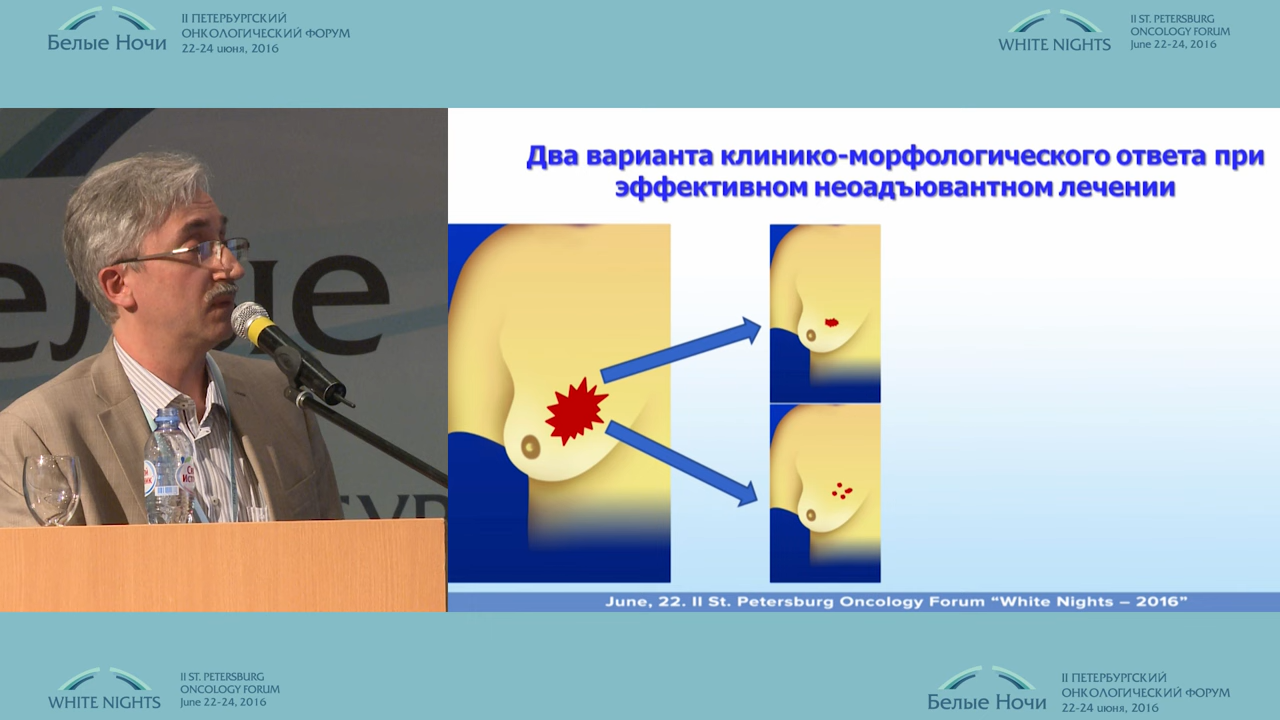 Белые Ночи
II ПЕТЕРБУРГСКИЙ
ОНКОЛОГИЧЕСКИЙ ФОРУМ
22-24 июня, 2016
WHITE NIGHTS
II ST. PETERSBURG
ONCOLOGY FORUM
June 22-24, 2016
Два варианта клинико-морфологического ответа при
эффективном неоадъювантном лечении
June, 22. II St. Petersburg Oncology Forum “White Nights – 2016”
WHITE NIGHTS
II ST. PETERSBURG
ONCOLOGY FORUM
June 22-24, 2016
Белые Ночи
II ПЕТЕРБУРГСКИЙ
ОНКОЛОГИЧЕСКИЙ ФОРУМ
22-24 июня, 2016